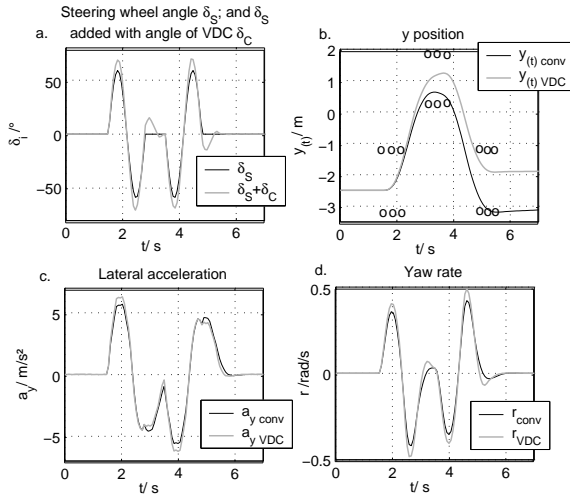 Steering wheel angle δS; and δS
a. added with angle of VDC δC
δi /°
50
0
−50
0 2 4 6
t/ s
δS
δS+δC
b. y position
y(t) / m
2
1
0
−1
−2
−3
0 2 4 6
t/ s
y(t) conv
y(t) VDC
c. Lateral acceleration
ay / m/s²
5
0
−5
0 2 4 6
t/ s
ay conv
ay VDC
d. Yaw rate
r /rad/s
0.5
0
−0.5
0 2 4 6
t/ s
rconv
rVDC